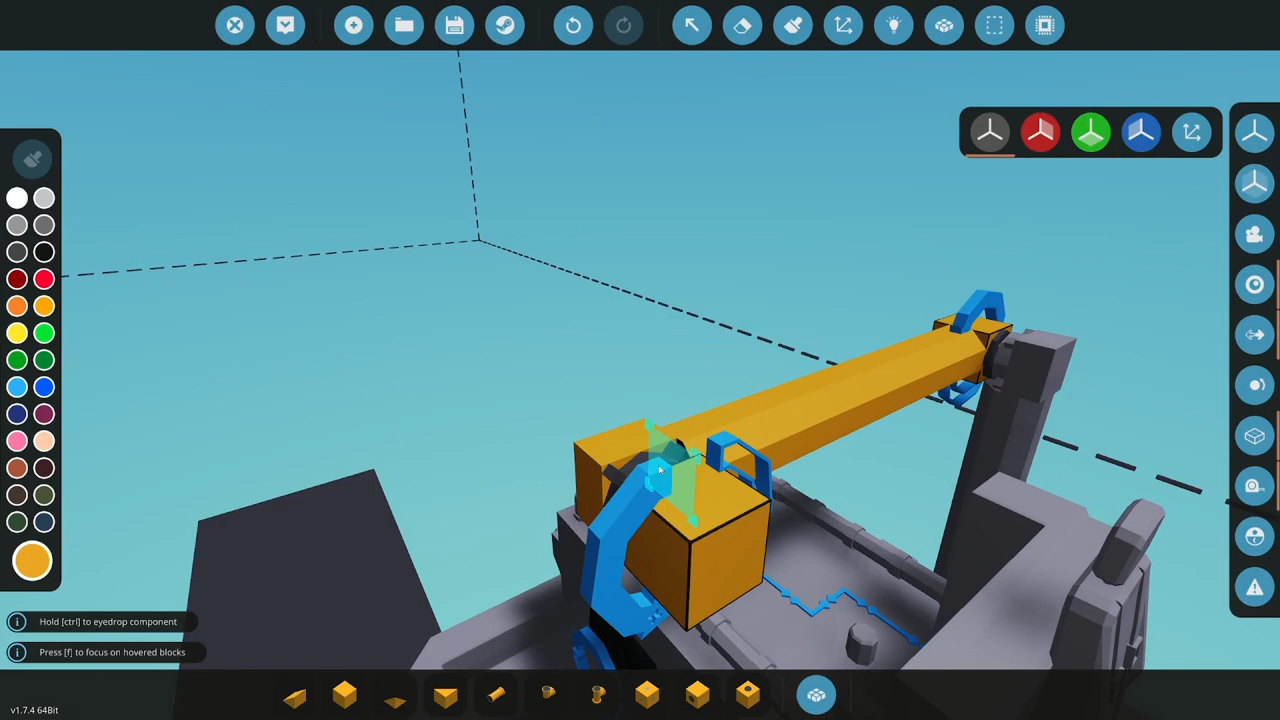 Hold [ctrl] to eyedrop component
Press [f] to focus on hovered blocks
v1.7.4 64Bit